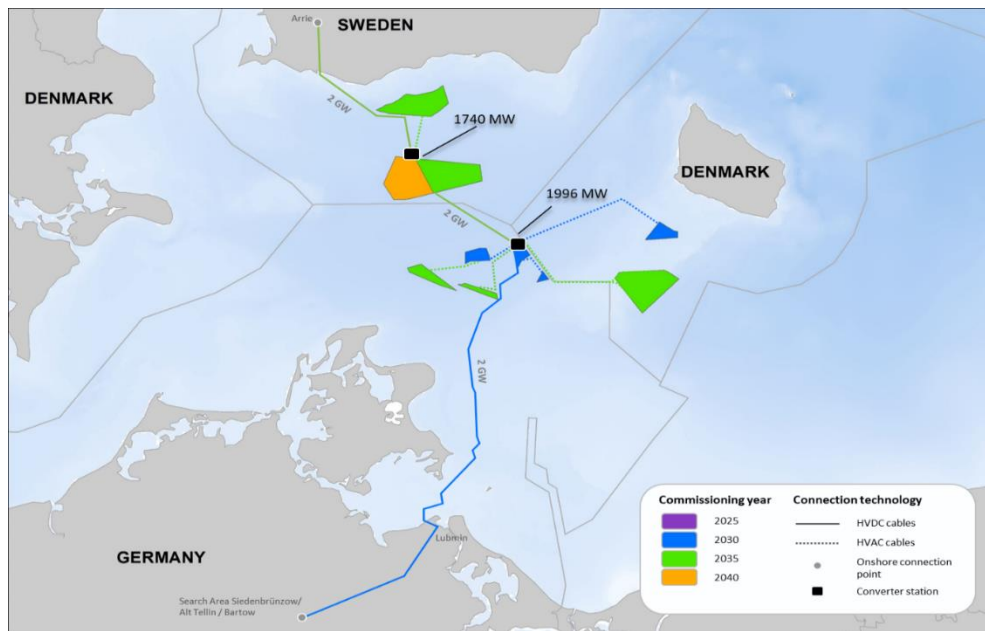 Arrie
SWEDEN
DENMARK
2 GW
1740 MW
DENMARK
1996 MW
2 GW
2 GW
Lubmin
GERMANY
Search Area Siedenbrünzow/
Alt Tellin / Bartow
Commissioning year
2025
2030
2035
2040
Connection technology
HVDC cables
HVAC cables
Onshore connection
point
Converter station